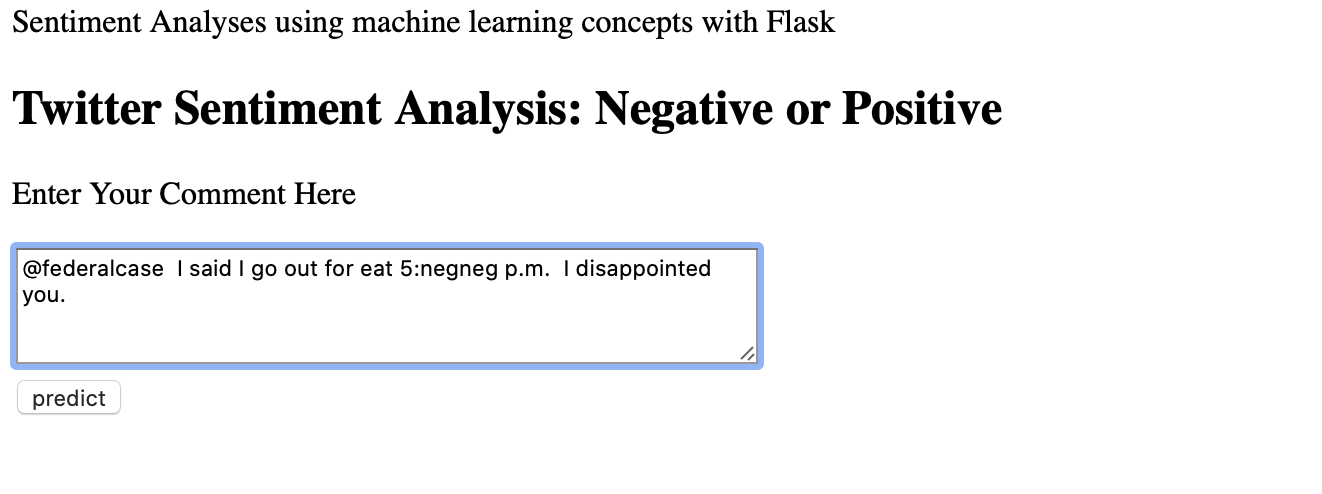 Sentiment Analyses using machine learning concepts with Flask
Twitter Sentiment Analysis: Negative or Positive
Enter Your Comment Here
@federalcase  I said I go out for eat 5:negneg p.m.  I disappointed
you.
predict